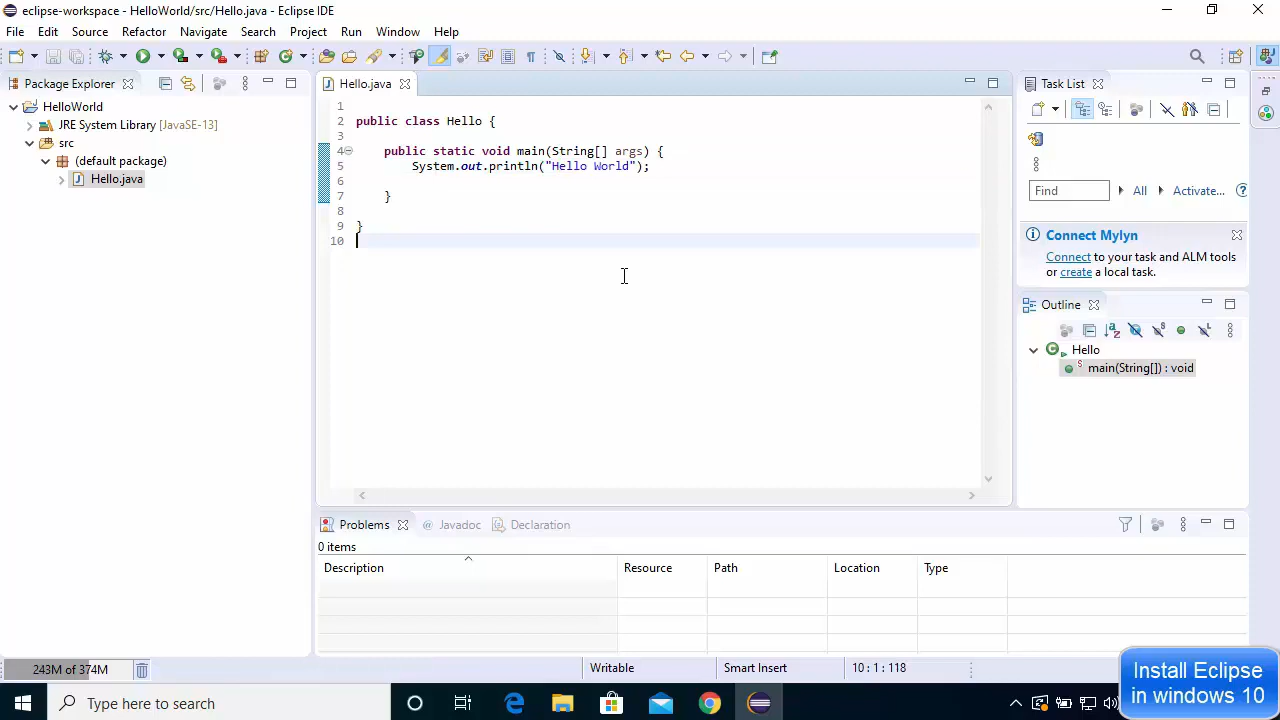 eclipse-workspace - HelloWorld/src/Hello.java - Eclipse IDE
File Edit Source Refactor Navigate Search Project Run Window Help
Package Explorer
HelloWorld
JRE System Library [JavaSE-13]
src
(default package)
Hello.java
Hello.java
1
2 public class Hello {
3
4 public static void main(String[] args) {
5 System.out.println("Hello World");
6
7 }
8
9 }
10
Task List
Find All Activate...
Connect Mylyn
Connect to your task and ALM tools
or create a local task.
Outline
Hello
main(String[]) : void
Problems Javadoc Declaration
0 items
Description Resource Path Location Type
243M of 374M Writable Smart Insert 10 : 1 : 118
Type here to search
Install Eclipse
in windows 10